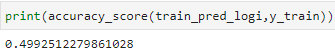 print(accuracy_score(train_pred_logi,y_train))
0.4992512279861028